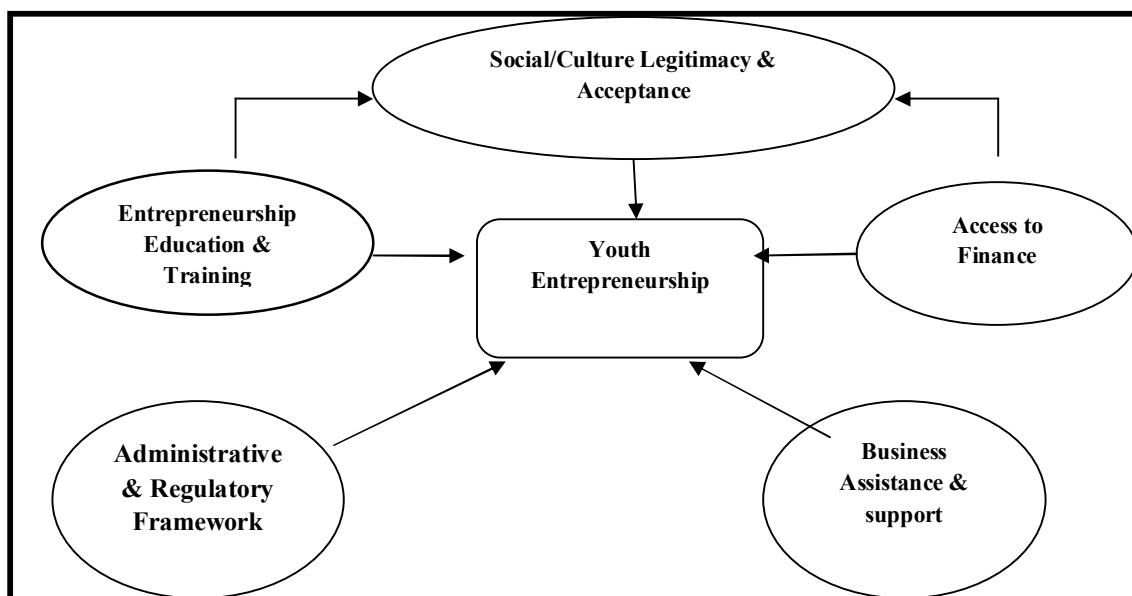 Social/Culture Legitimacy &
Acceptance
Entrepreneurship
Education &
Training
Youth
Entrepreneurship
Access to
Finance
Administrative
& Regulatory
Framework
Business
Assistance &
support